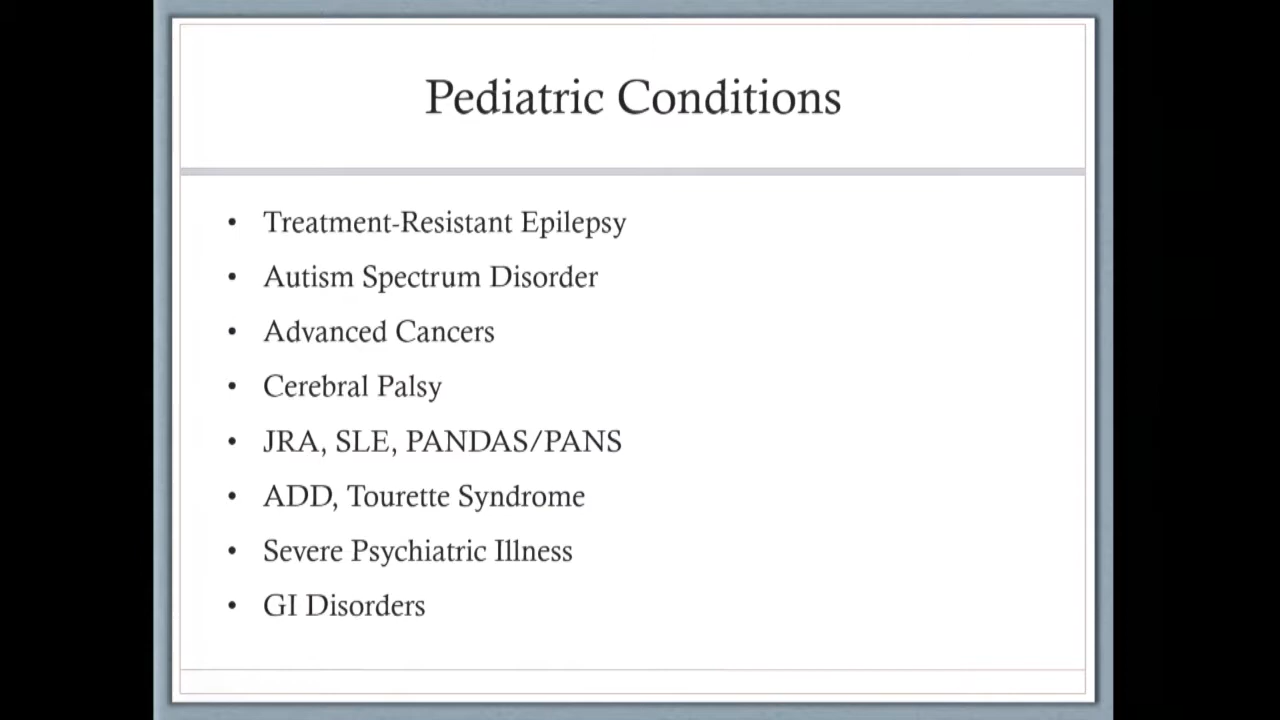 Pediatric Conditions
• Treatment-Resistant Epilepsy
• Autism Spectrum Disorder
• Advanced Cancers
• Cerebral Palsy
• JRA, SLE, PANDAS/PANS
• ADD, Tourette Syndrome
• Severe Psychiatric Illness
• GI Disorders